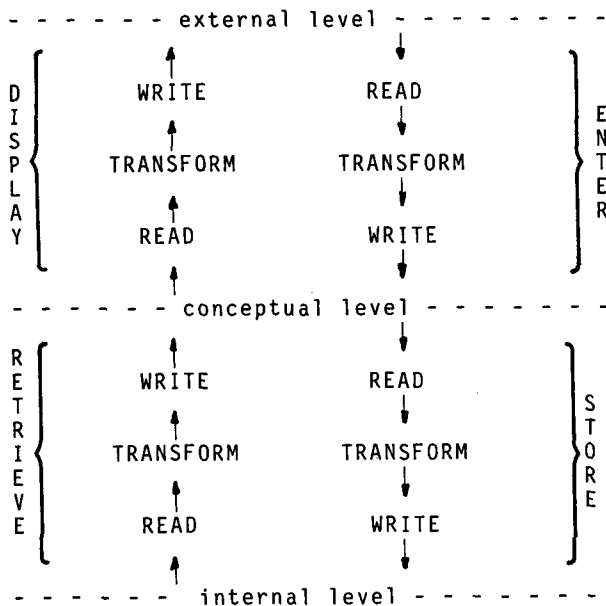 external level
DISPLAY
WRITE READ
TRANSFORM TRANSFORM
READ WRITE
ENTER
conceptual level
RETRIEVE
WRITE READ
TRANSFORM TRANSFORM
READ WRITE
STORE
internal level